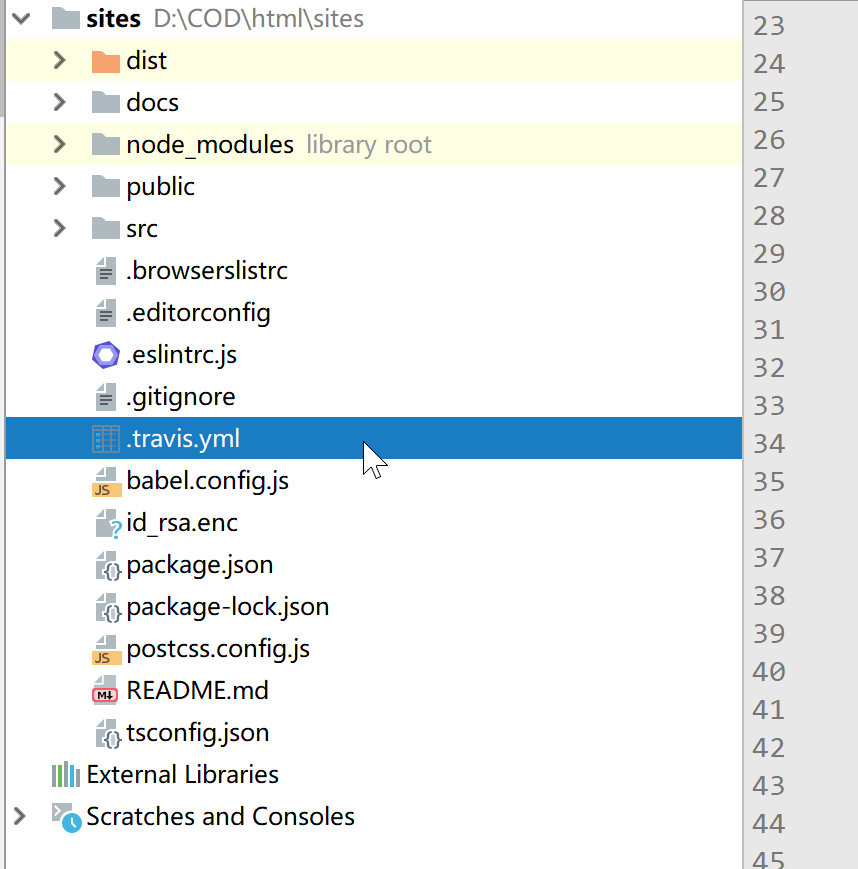 sites D:\COD\html\sites
dist
docs
node_modules library root
public
src
.browserslistrc
.editorconfig
.eslintrc.js
.gitignore
.travis.yml
JS babel.config.js
? id_rsa.enc
{} package.json
{} package-lock.json
JS postcss.config.js
M↓ README.md
{} tsconfig.json
External Libraries
Scratches and Consoles
23
24
25
26
27
28
29
30
31
32
33
34
35
36
37
38
39
40
41
42
43
44
45